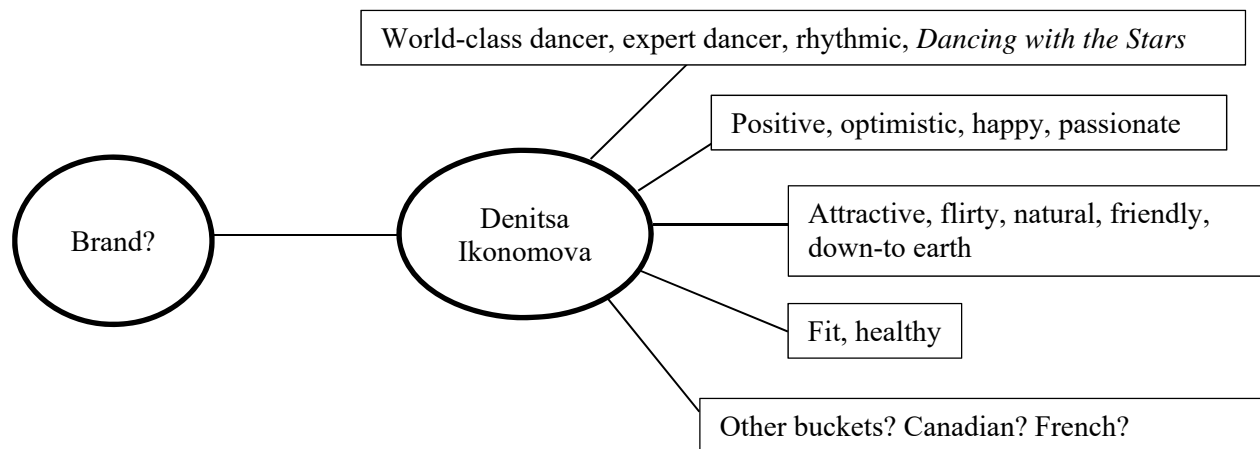 World-class dancer, expert dancer, rhythmic, Dancing with the Stars
Positive, optimistic, happy, passionate
Brand?
Denitsa
Ikonomova
Attractive, flirty, natural, friendly,
down-to earth
Fit, healthy
Other buckets? Canadian? French?